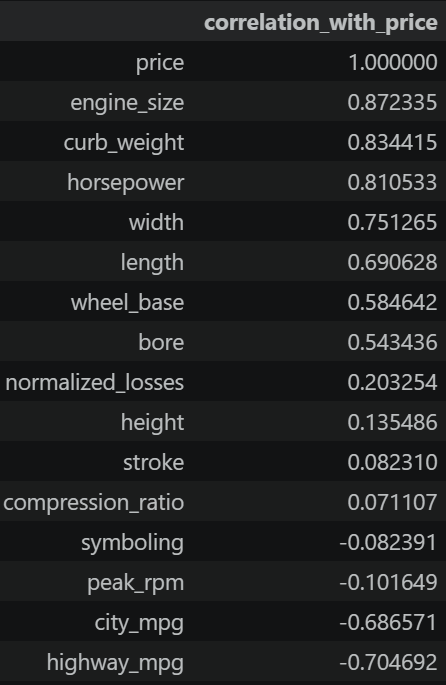 correlation_with_price
price 1.000000
engine_size 0.872335
curb_weight 0.834415
horsepower 0.810533
width 0.751265
length 0.690628
wheel_base 0.584642
bore 0.543436
normalized_losses 0.203254
height 0.135486
stroke 0.082310
compression_ratio 0.071107
symboling -0.082391
peak_rpm -0.101649
city_mpg -0.686571
highway_mpg -0.704692